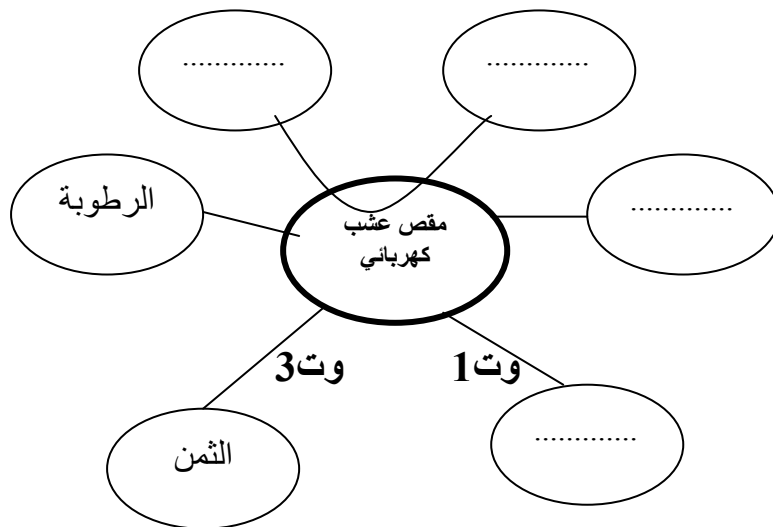 .............
.............
الرطوبة
.............
مقص عشب
كهربائي
وت3
وت1
الثمن
.............